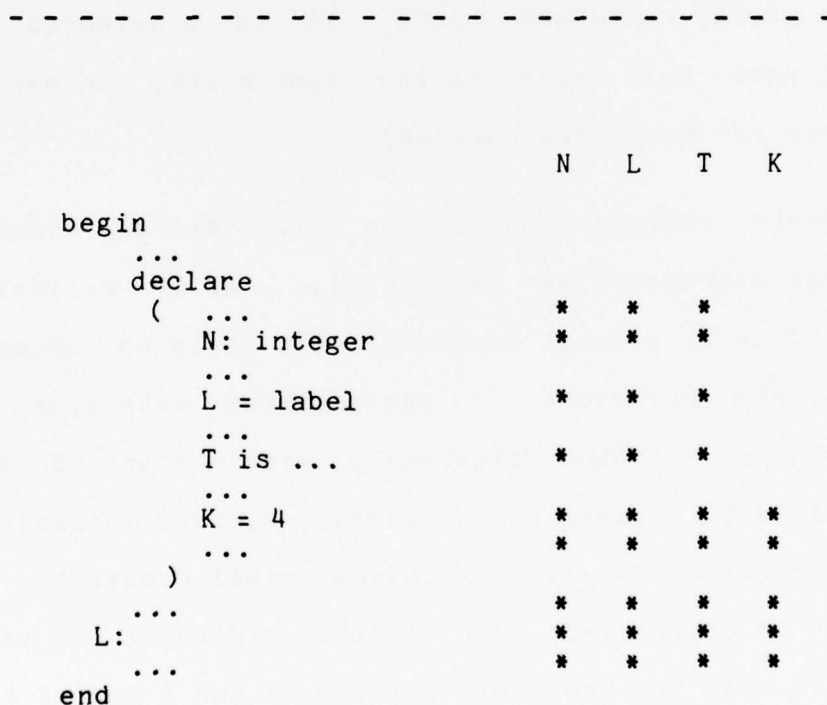 N L T K
begin
...
declare
( ... * * *
N: integer * * *
...
L = label * * *
...
T is ... * * *
...
K = 4 * * * *
... * * * *
)
... * * * *
L: * * * *
... * * * *
end